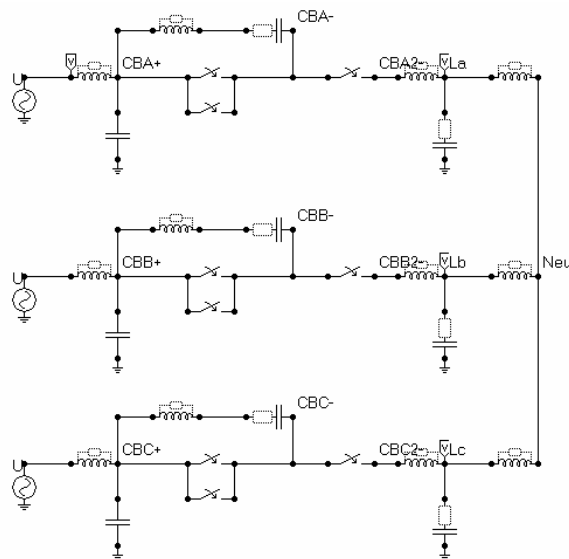 CBA-
V
V
U
CBA+
CBA2-
La
CBB-
V
U
CBB+
CBB2-
Lb
Neu
CBC-
V
U
CBC+
CBC2-
Lc